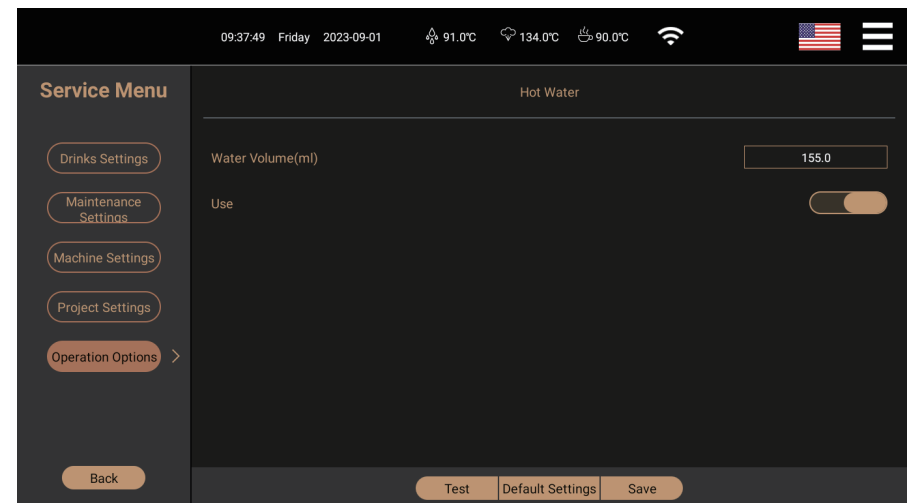 09:37:49 Friday 2023-09-01 91.0℃ 134.0℃ 90.0℃
Service Menu
Hot Water
Drinks Settings
Water Volume(ml) 155.0
Maintenance
Settings
Use
Machine Settings
Project Settings
Operation Options >
Back
Test Default Settings Save